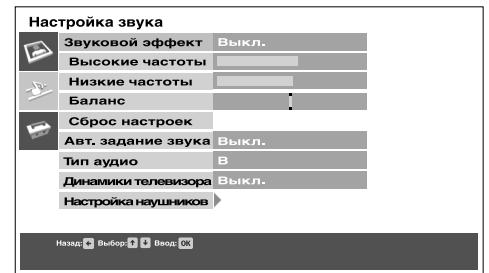 Настройка звука
Звуковой эффект Выкл.
Высокие частоты
Низкие частоты
Баланс
Сброс настроек
Авт. задание звука Выкл.
Тип аудио В
Динамики телевизора Выкл.
Настройка наушников
Назад: Выбор: Ввод: OK